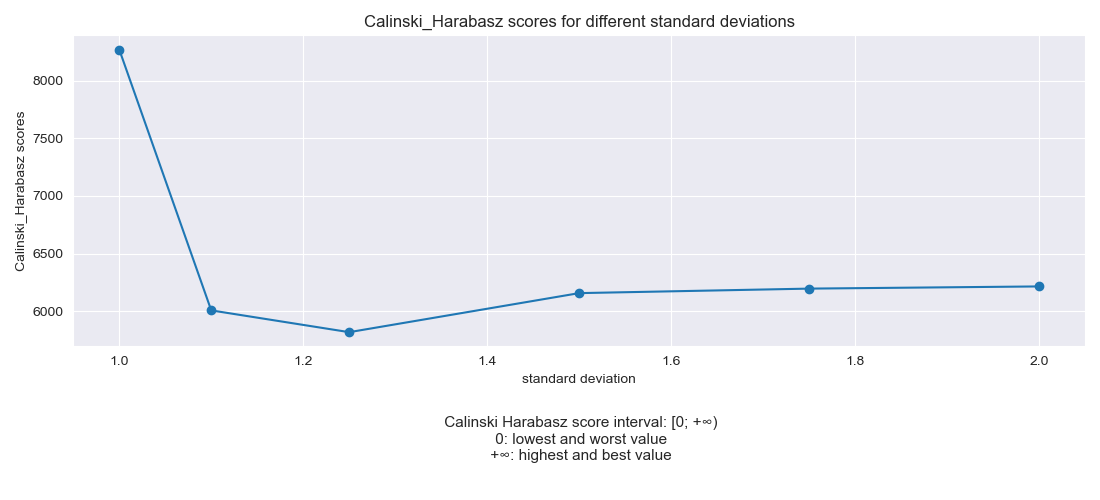 Calinski_Harabasz scores for different standard deviations
Calinski_Harabasz scores
8000
7500
7000
6500
6000
1.0 1.2 1.4 1.6 1.8 2.0
standard deviation
Calinski Harabasz score interval: [0; +∞)
0: lowest and worst value
+∞: highest and best value